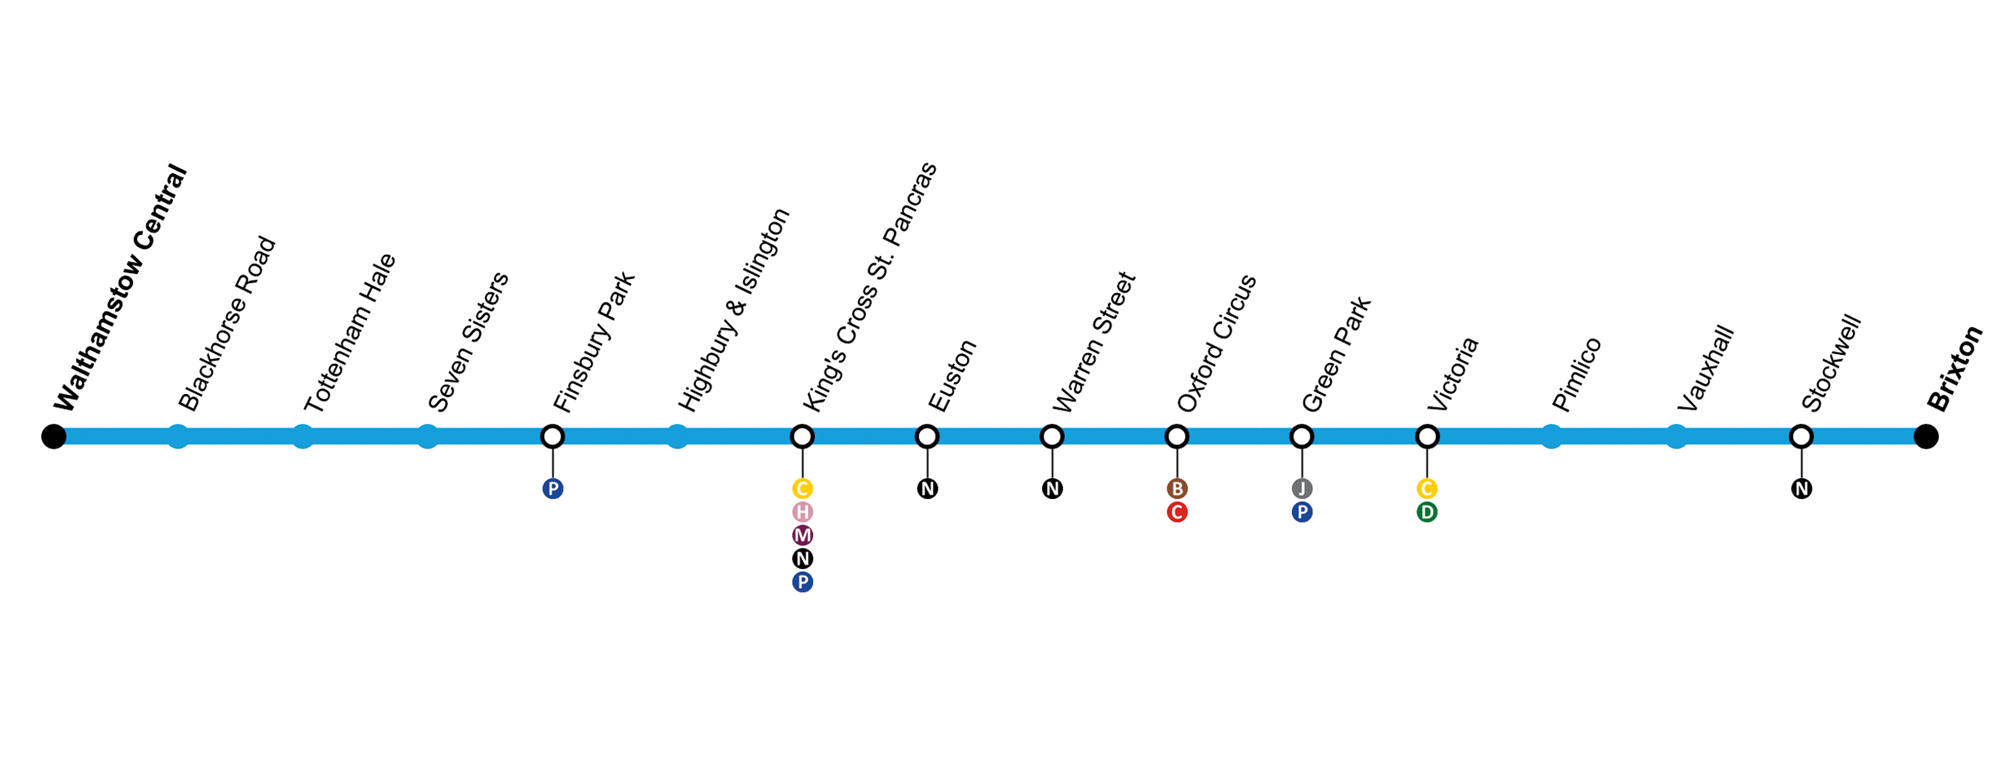 Walthamstow Central
Blackhorse Road
Tottenham Hale
Seven Sisters
Finsbury Park
Highbury & Islington
King's Cross St. Pancras
Euston
Warren Street
Oxford Circus
Green Park
Victoria
Pimlico
Vauxhall
Stockwell
Brixton
P
C
H
M
N
P
N
N
B
C
J
P
C
D
N